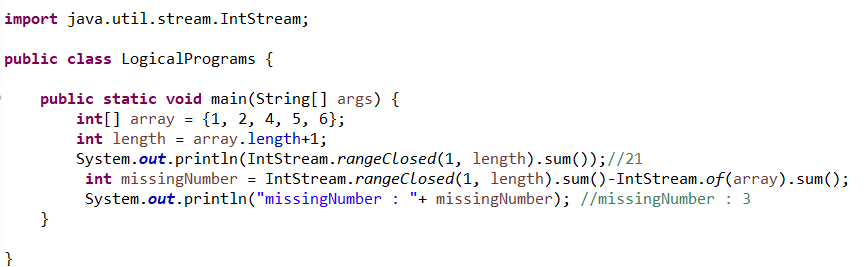 import java.util.stream.IntStream;
public class LogicalPrograms {
public static void main(String[] args) {
int[] array = {1, 2, 4, 5, 6};
int length = array.length+1;
System.out.println(IntStream.rangeClosed(1, length).sum());//21
int missingNumber = IntStream.rangeClosed(1, length).sum()-IntStream.of(array).sum();
System.out.println("missingNumber : "+ missingNumber); //missingNumber : 3
}
}